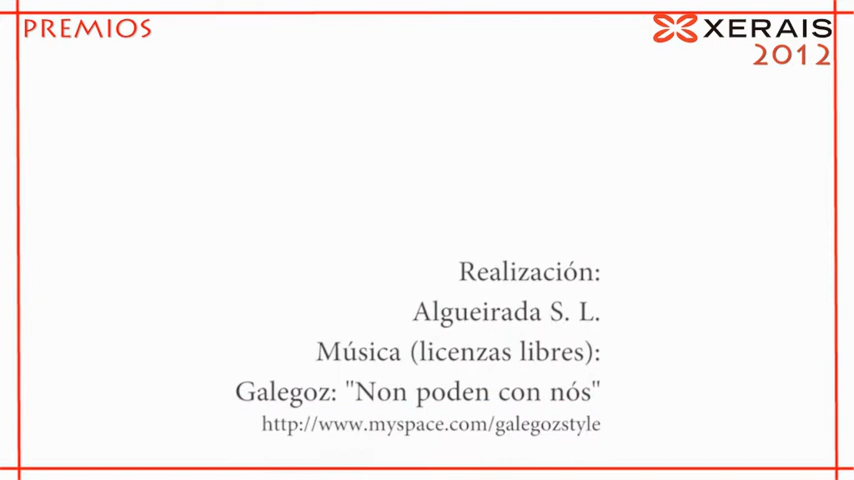 PREMIOS
XERAIS
2012
Realización:
Algueirada S. L.
Música (licenzas libres):
Galegoz: "Non poden con nós"
http://www.myspace.com/galegozstyle